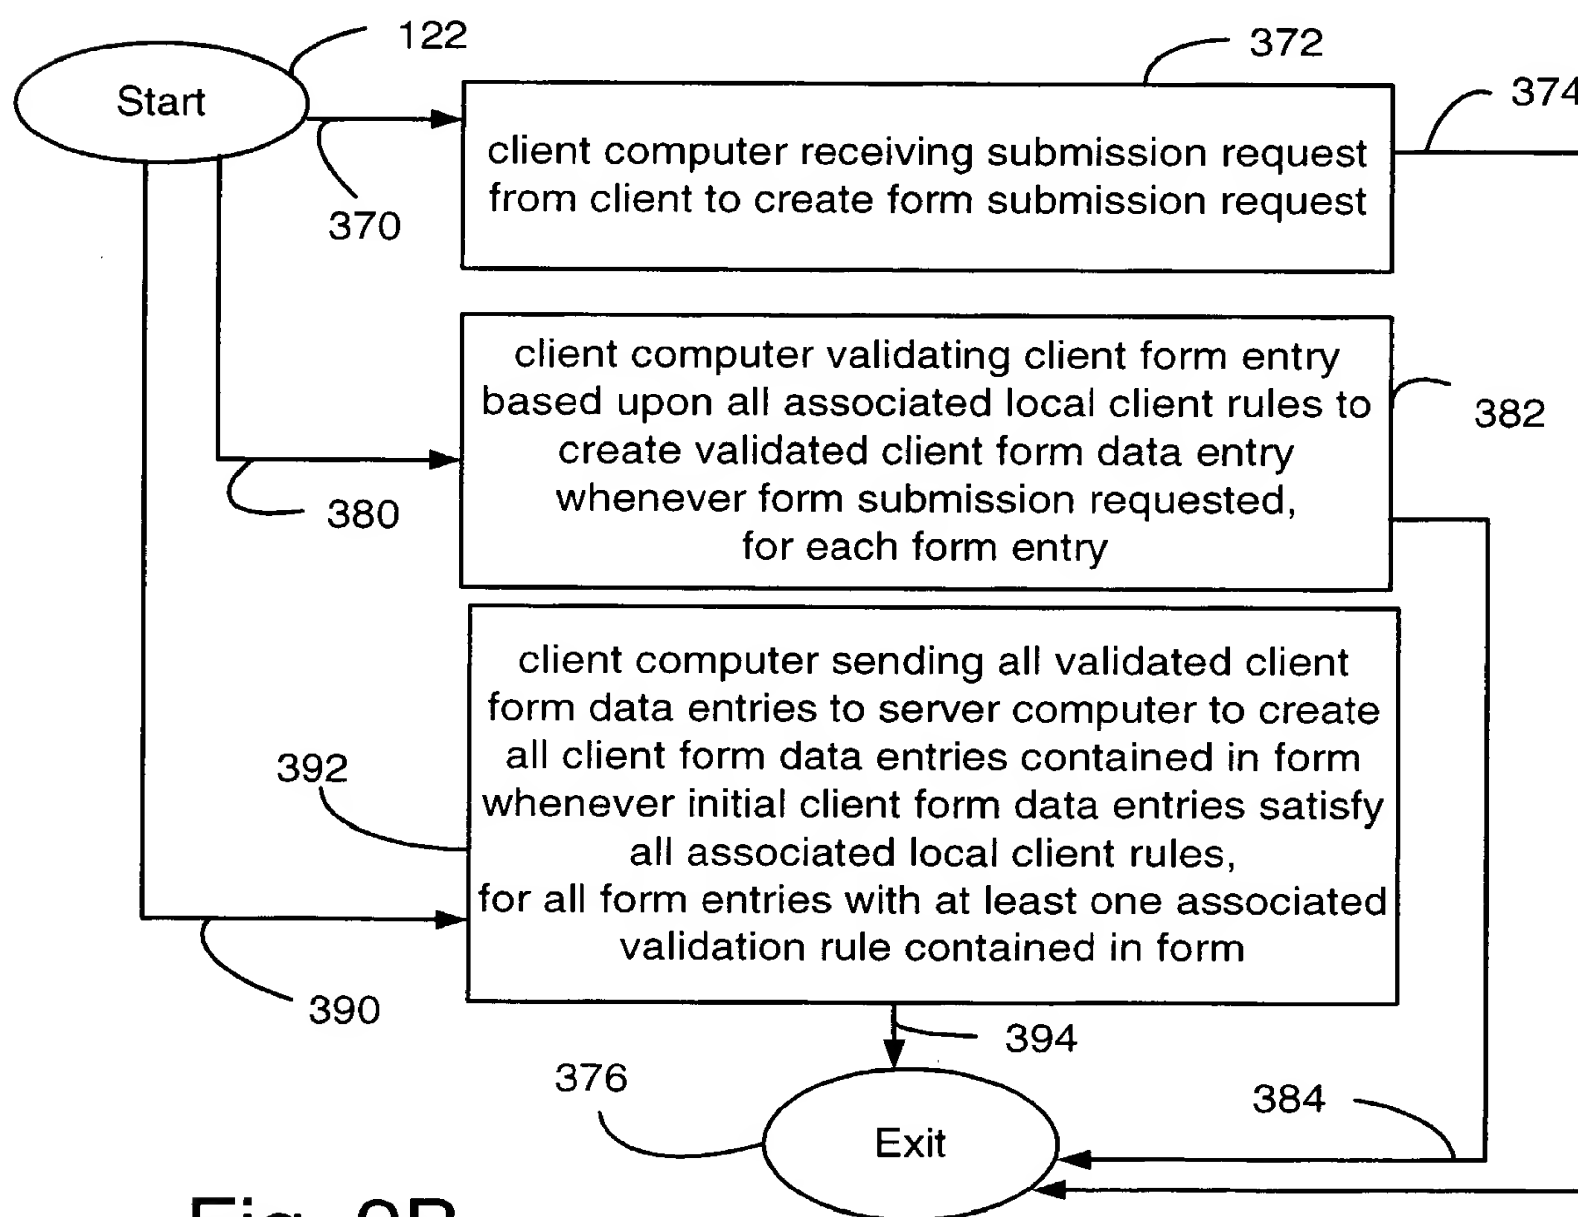 122
Start
370
372
client computer receiving submission request
from client to create form submission request
374
client computer validating client form entry
based upon all associated local client rules to
create validated client form data entry
whenever form submission requested,
for each form entry
382
380
client computer sending all validated client
form data entries to server computer to create
all client form data entries contained in form
whenever initial client form data entries satisfy
all associated local client rules,
for all form entries with at least one associated
validation rule contained in form
392
390
394
376
Exit
384